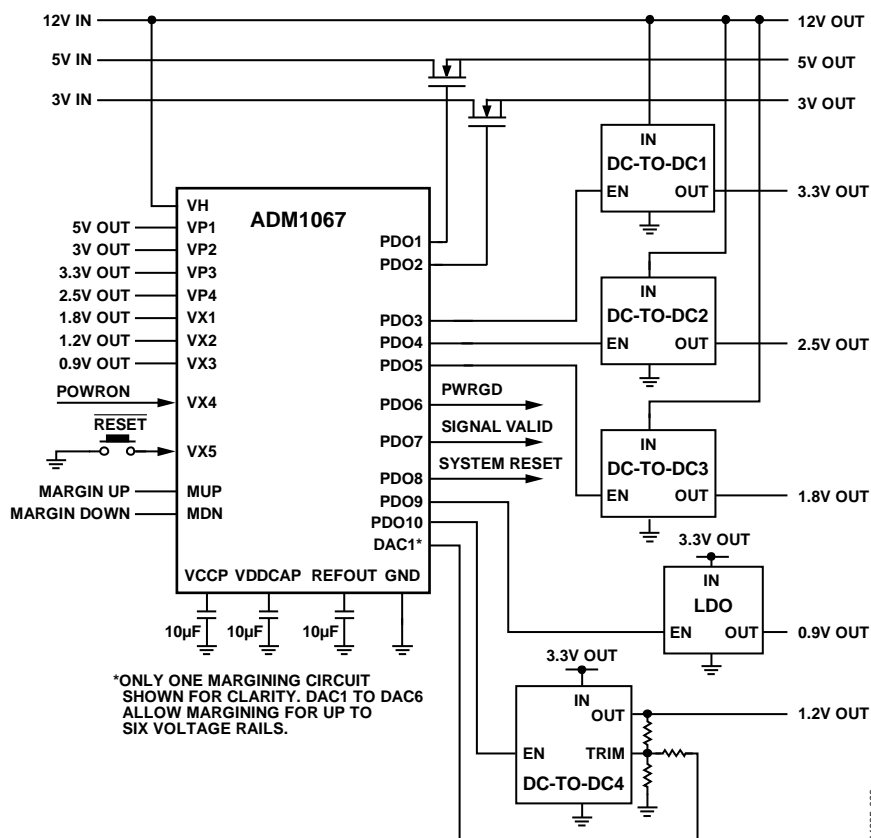 12V IN
12V OUT
5V IN
5V OUT
3V IN
3V OUT
IN
DC-TO-DC1
EN
OUT
3.3V OUT
VH
ADM1067
5V OUT
VP1
3V OUT
VP2
3.3V OUT
VP3
2.5V OUT
VP4
1.8V OUT
VX1
1.2V OUT
VX2
0.9V OUT
VX3
POWRON
VX4
RESET
VX5
MARGIN UP
MUP
MARGIN DOWN
MDN
PDO1
PDO2
PDO3
PDO4
PDO5
PDO6
PWRGD
PDO7
SIGNAL VALID
PDO8
SYSTEM RESET
PDO9
PDO10
DAC1*
VCCP VDDCAP REFOUT GND
10µF
10µF
10µF
IN
DC-TO-DC2
EN
OUT
2.5V OUT
IN
DC-TO-DC3
EN
OUT
1.8V OUT
3.3V OUT
IN
LDO
EN
OUT
0.9V OUT
3.3V OUT
IN
OUT
1.2V OUT
EN
TRIM
DC-TO-DC4
*ONLY ONE MARGINING CIRCUIT
SHOWN FOR CLARITY. DAC1 TO DAC6
ALLOW MARGINING FOR UP TO
SIX VOLTAGE RAILS.